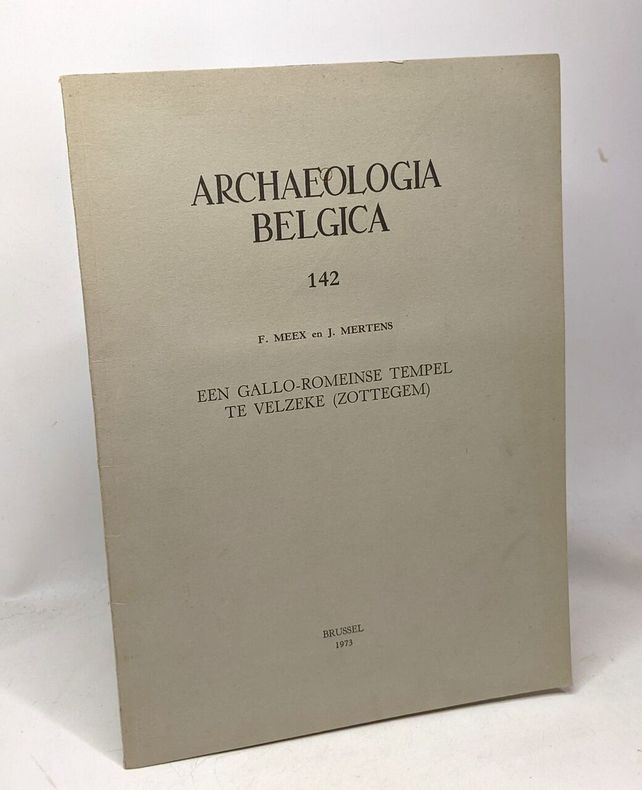 ARCHAEOLOGIA
BELGICA
142
F. MEEX en J. MERTENS
EEN GALLO-ROMEINSE TEMPEL
TE VELZEKE (ZOTTEGEM)
BRUSSEL
1973